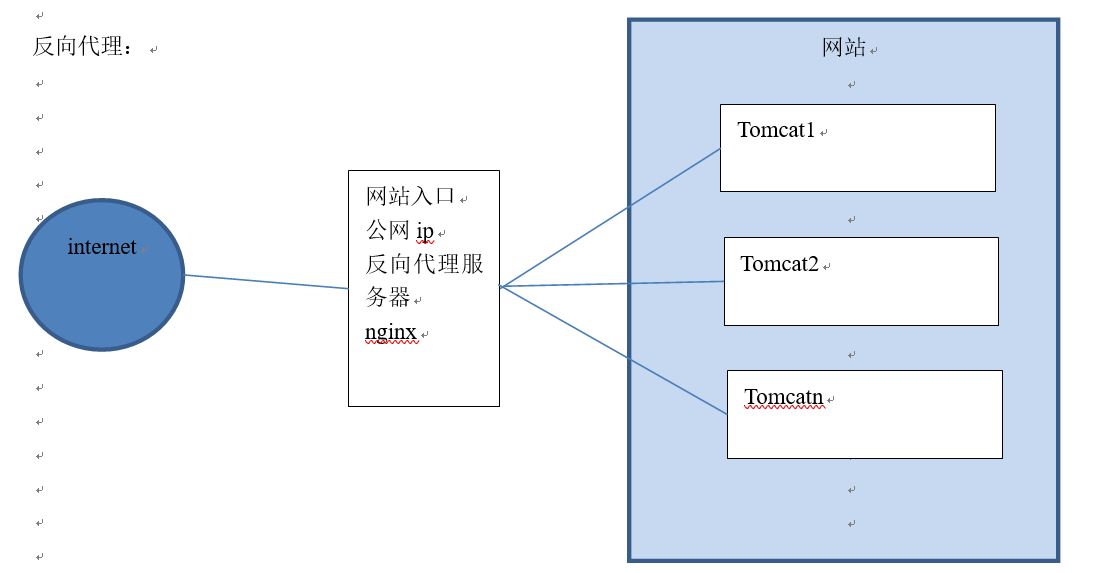 反向代理：
网站
internet
网站入口
公网 ip
反向代理服
务器
nginx
Tomcat1
Tomcat2
Tomcatn